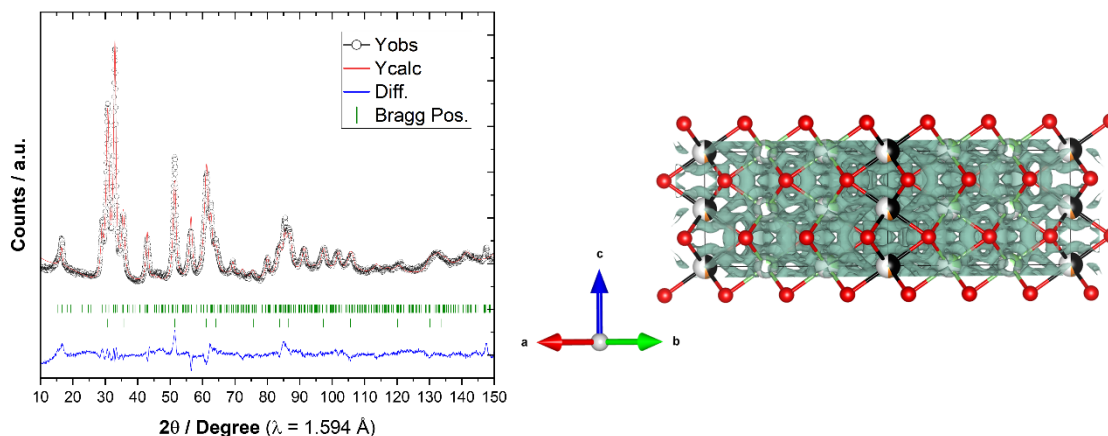 Counts / a.u.
Yobs
Ycalc
Diff.
Bragg Pos.
10 20 30 40 50 60 70 80 90 100 110 120 130 140 150
2θ / Degree (λ = 1.594 Å)
c
a
b